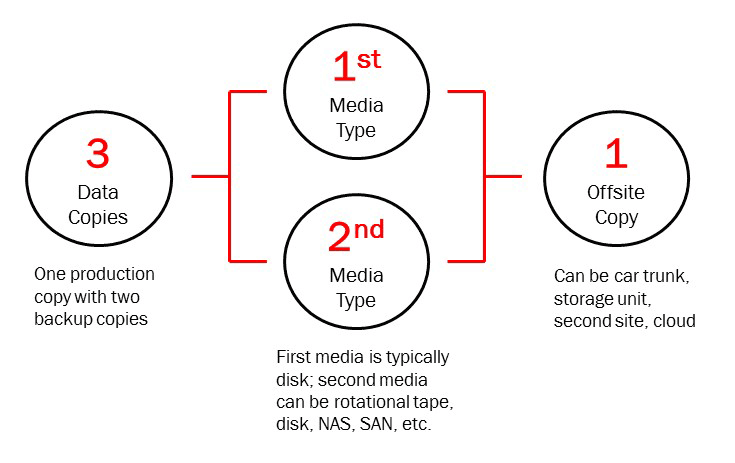 3
Data
Copies
One production
copy with two
backup copies
1st
Media
Type
2nd
Media
Type
First media is typically
disk; second media
can be rotational tape,
disk, NAS, SAN, etc.
1
Offsite
Copy
Can be car trunk,
storage unit,
second site, cloud